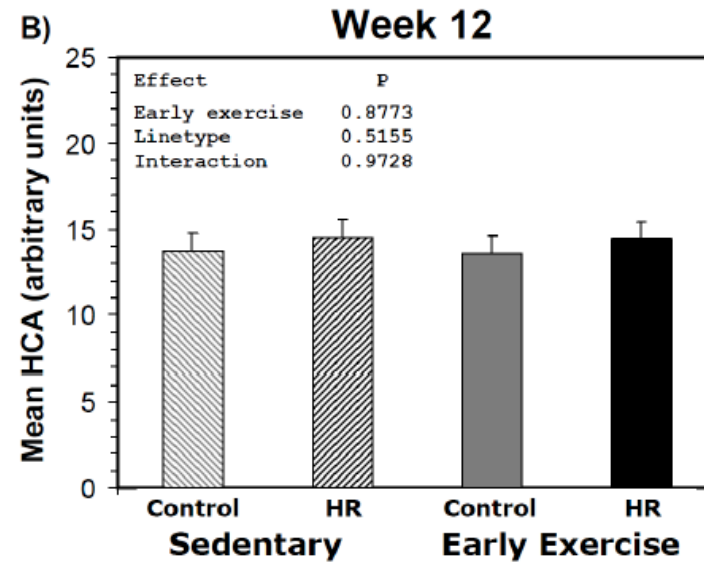 B)
Week 12
Mean HCA (arbitrary units)
25
20
15
10
5
0
Effect P
Early exercise 0.8773
Linetype 0.5155
Interaction 0.9728
Control HR Control HR
Sedentary Early Exercise